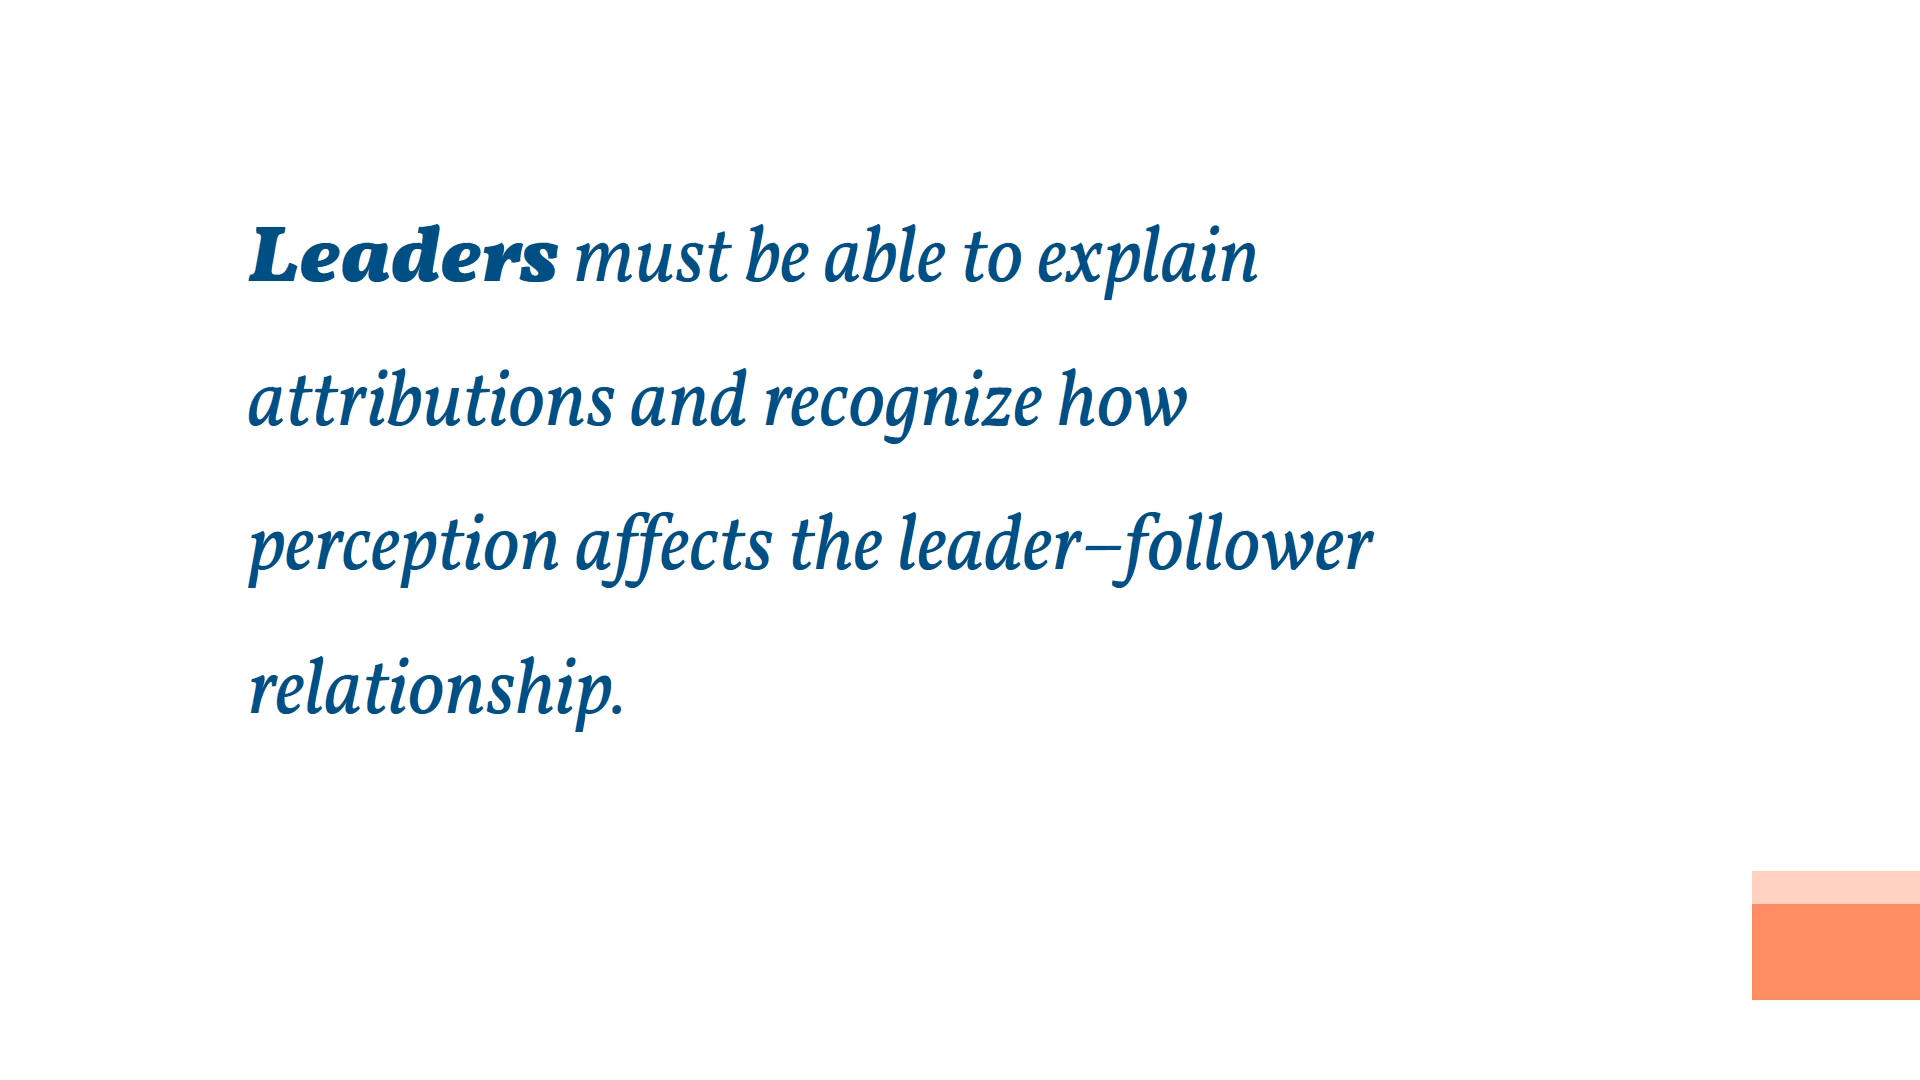 Leaders must be able to explain
attributions and recognize how
perception affects the leader–follower
relationship.